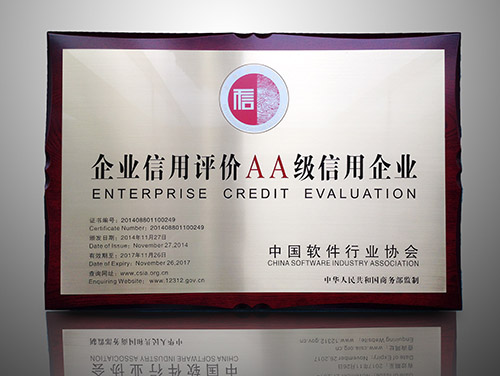 信
企业信用评价AA级信用企业
ENTERPRISE CREDIT EVALUATION
证书编号：201408801100249
Certificate Number：201408801100249
颁发日期：2014年11月27日
Date of Issue：November 27,2014
有效期至：2017年11月26日
Date of Expiry：November 26,2017
查询网址：www.csia.org.cn
Enquiring Website：www.12312.gov.cn
中国软件行业协会
CHINA SOFTWARE INDUSTRY ASSOCIATION
中华人民共和国商务部监制